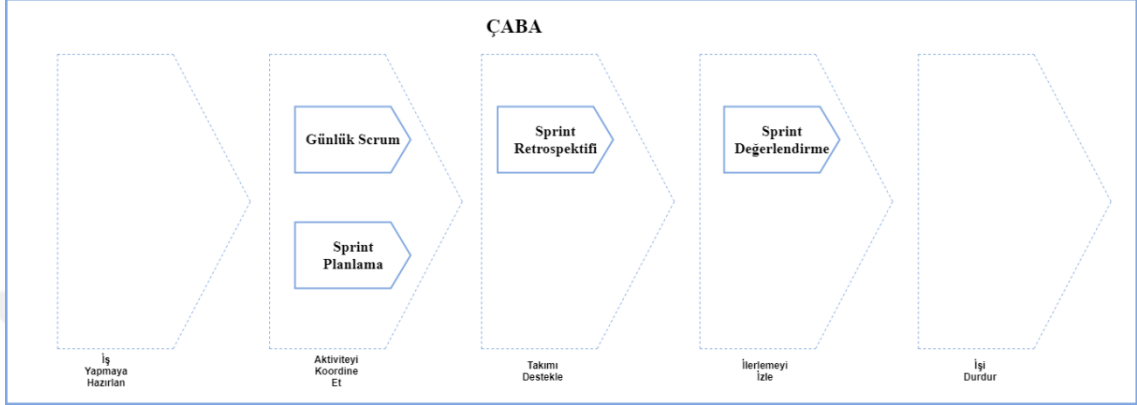 ÇABA
Günlük Scrum
Sprint
Planlama
Sprint
Retrospektifi
Sprint
Değerlendirme
İş
Yapmaya
Hazırlan
Aktiviteyi
Koordine
Et
Takımı
Destekle
İlerlemeyi
İzle
İşi
Durdur